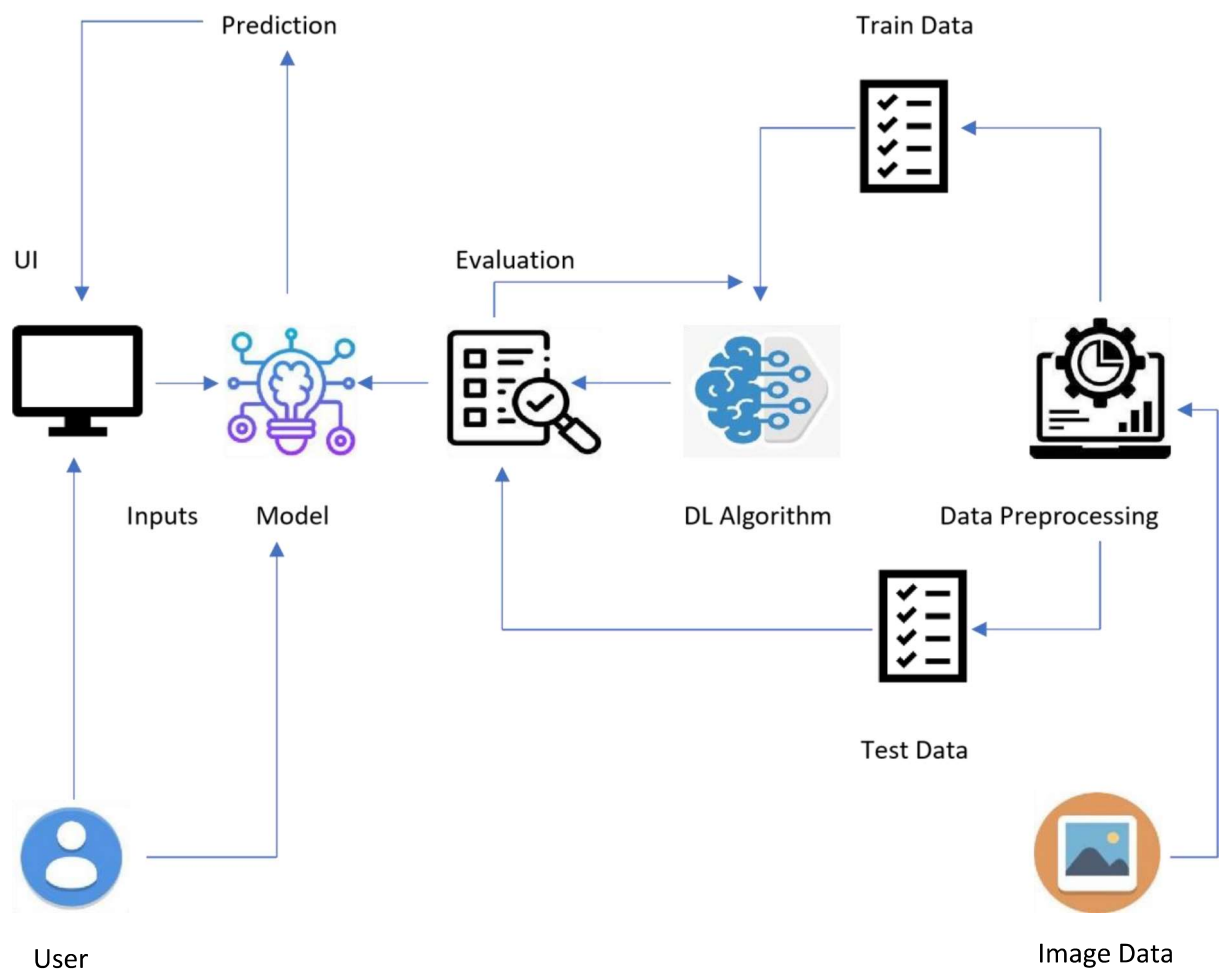 Prediction
Train Data
UI
Evaluation
Inputs
Model
DL Algorithm
Data Preprocessing
Test Data
User
Image Data